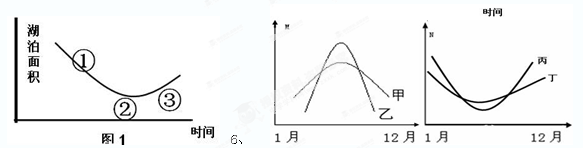 湖泊面积
①
②
③
图1
时间
6、
M
甲
乙
1月
12月
时间
N
丙
丁
1月
12月